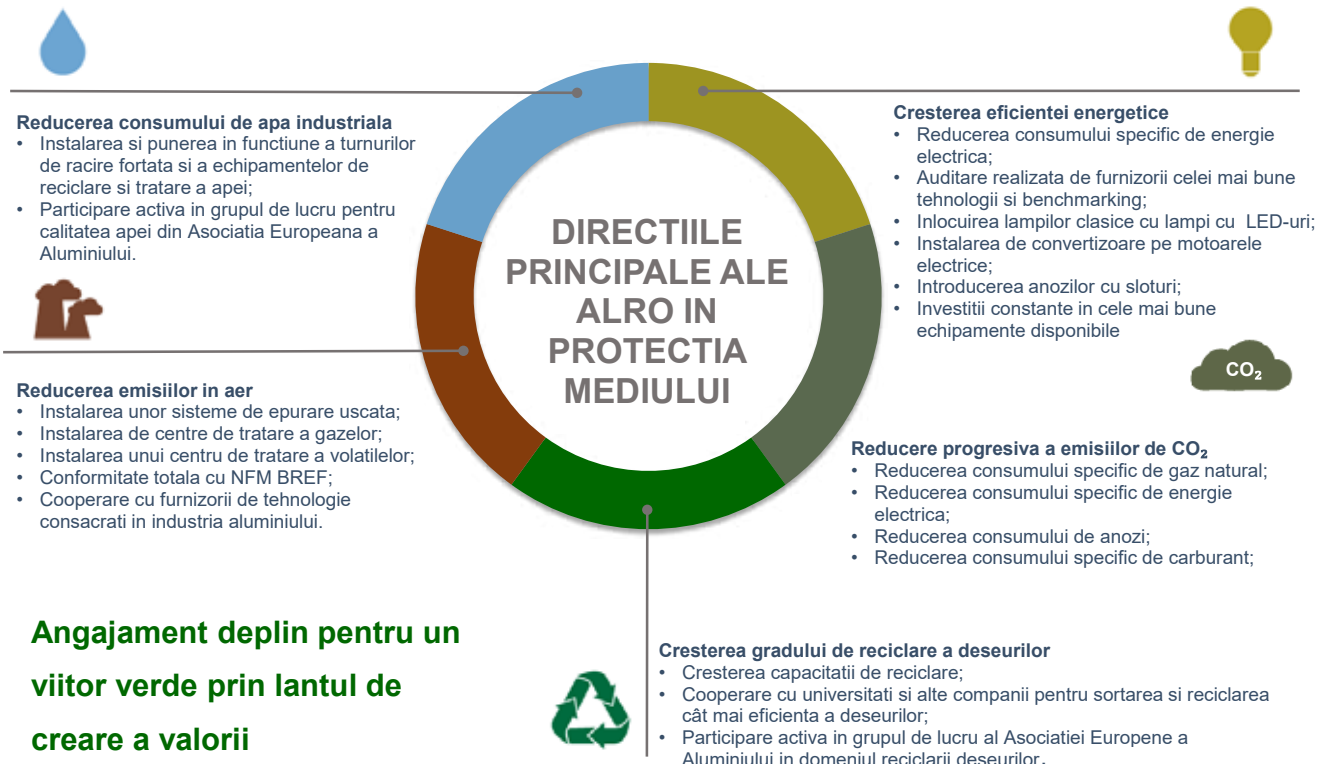 Reducerea consumului de apa industriala
• Instalarea si punerea in functiune a turnurilor
de racire fortata si a echipamentelor de
reciclare si tratare a apei;
• Participare activa in grupul de lucru pentru
calitatea apei din Asociatia Europeana a
Aluminiului.
Reducerea emisiilor in aer
• Instalarea unor sisteme de epurare uscata;
• Instalarea de centre de tratare a gazelor;
• Instalarea unui centru de tratare a volatilelor;
• Conformitate totala cu NFM BREF;
• Cooperare cu furnizorii de tehnologie
consacrati in industria aluminiului.
DIRECTIILE
PRINCIPALE ALE
ALRO IN
PROTECTIA
MEDIULUI
Cresterea eficientei energetice
• Reducerea consumului specific de energie
electrica;
• Auditare realizata de furnizorii celei mai bune
tehnologii si benchmarking;
• Inlocuirea lampilor clasice cu lampi cu LED-uri;
• Instalarea de convertizoare pe motoarele
electrice;
• Introducerea anozilor cu sloturi;
• Investitii constante in cele mai bune
echipamente disponibile
CO₂
Reducere progresiva a emisiilor de CO₂
• Reducerea consumului specific de gaz natural;
• Reducerea consumului specific de energie
electrica;
• Reducerea consumului de anozi;
• Reducerea consumului specific de carburant;
Angajament deplin pentru un
viitor verde prin lantul de
creare a valorii
Cresterea gradului de reciclare a deseurilor
• Cresterea capacitatii de reciclare;
• Cooperare cu universitati si alte companii pentru sortarea si reciclarea
cât mai eficienta a deseurilor;
• Participare activa in grupul de lucru al Asociatiei Europene a
Aluminiului in domeniul reciclarii deseurilor.